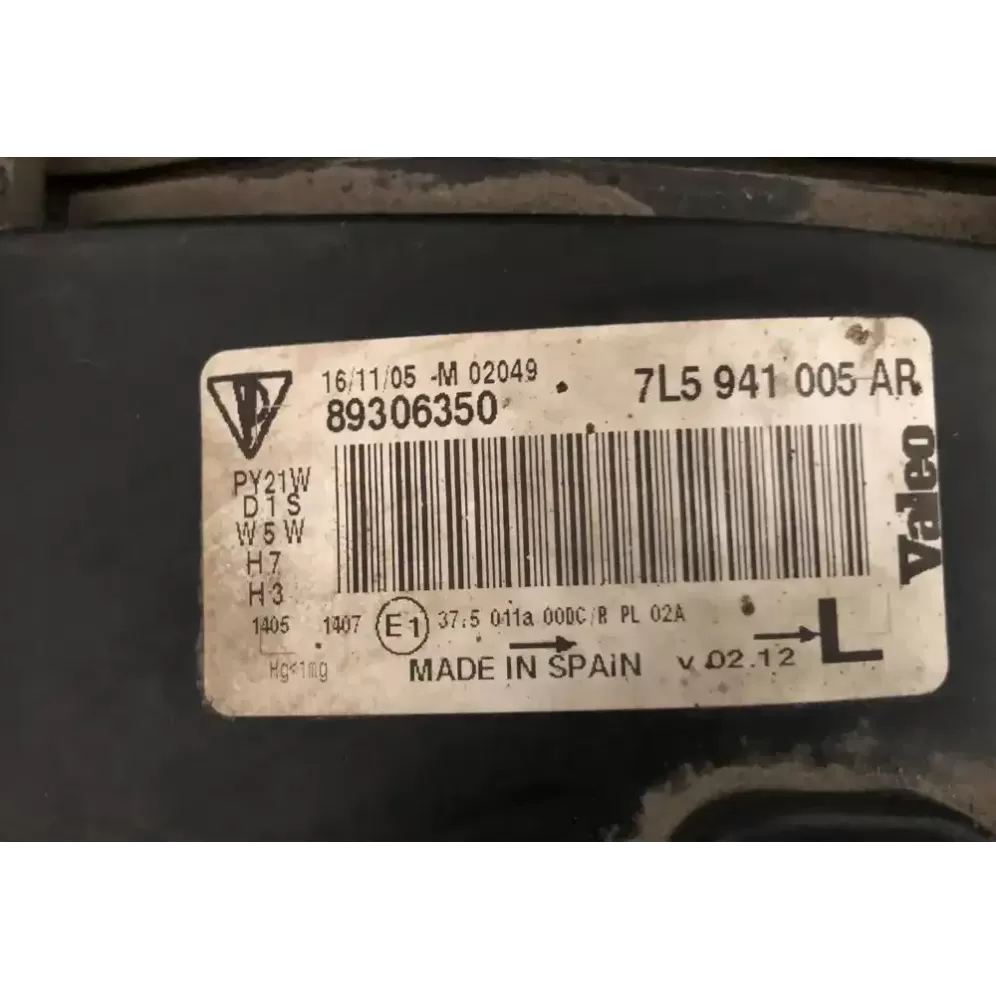 16/11/05 -M 02049
89306350
7L5 941 005 AR
Valeo
PY21W
D1S
W5W
H7
H3
1405 1407 E1 37.5 011a 00DC/R PL 02A
Hg<1mg MADE IN SPAiN v.02.12 L